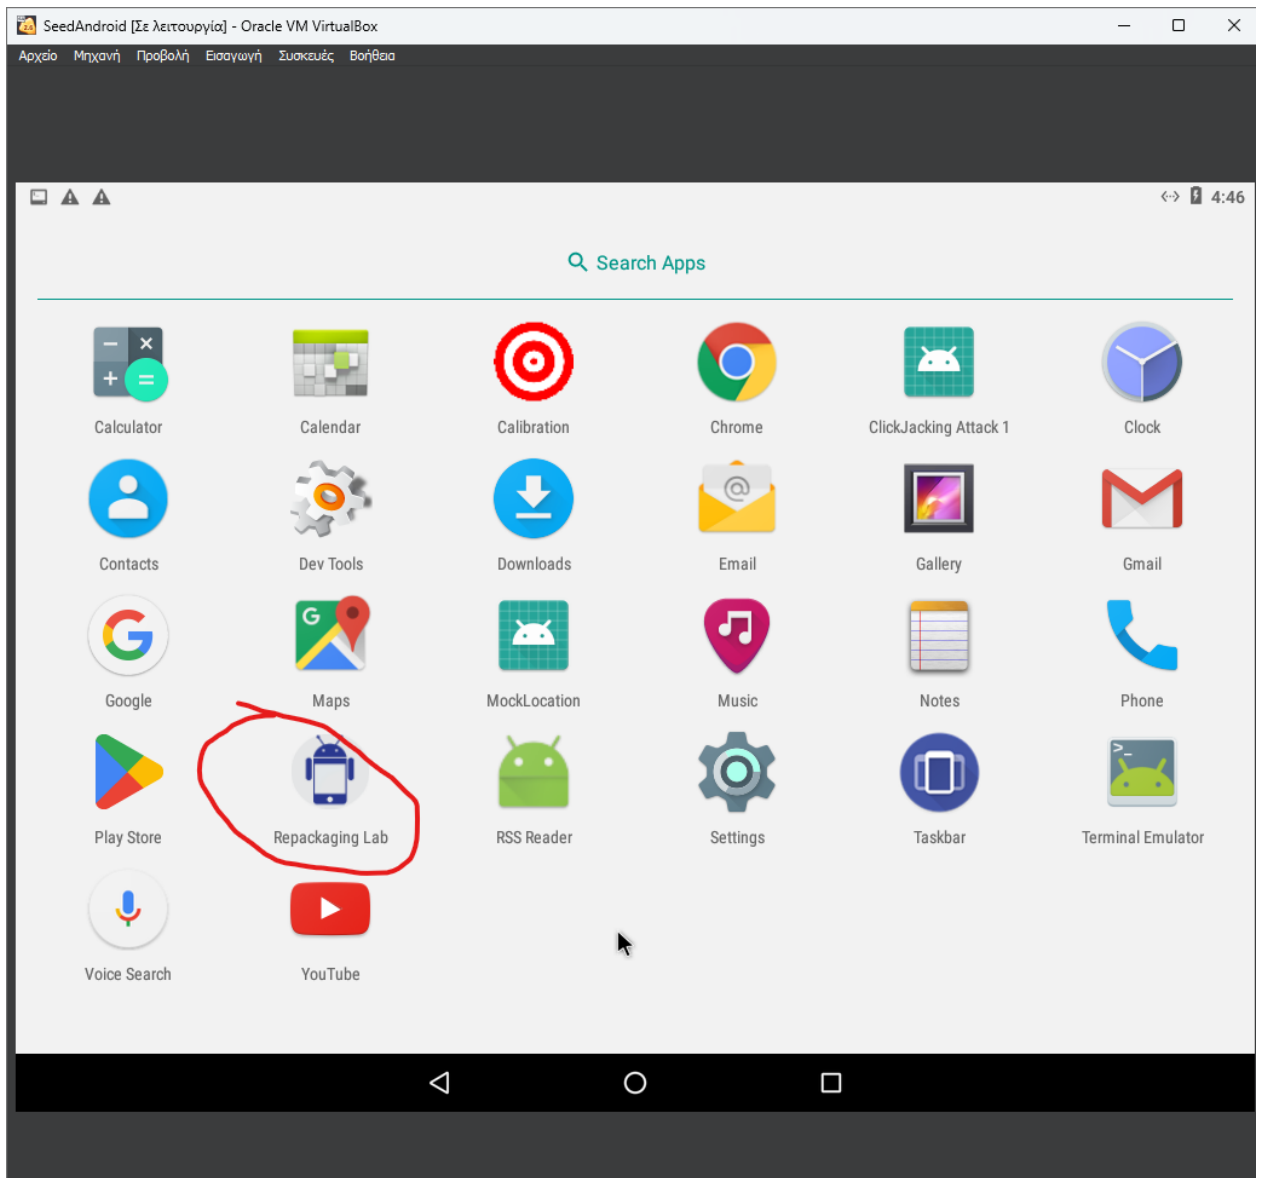 SeedAndroid [Σε λειτουργία] - Oracle VM VirtualBox
Αρχείο Μηχανή Προβολή Εισαγωγή Συσκευές Βοήθεια
4:46
Search Apps
Calculator Calendar Calibration Chrome ClickJacking Attack 1 Clock
Contacts Dev Tools Downloads Email Gallery Gmail
Google Maps MockLocation Music Notes Phone
Play Store Repackaging Lab RSS Reader Settings Taskbar Terminal Emulator
Voice Search YouTube